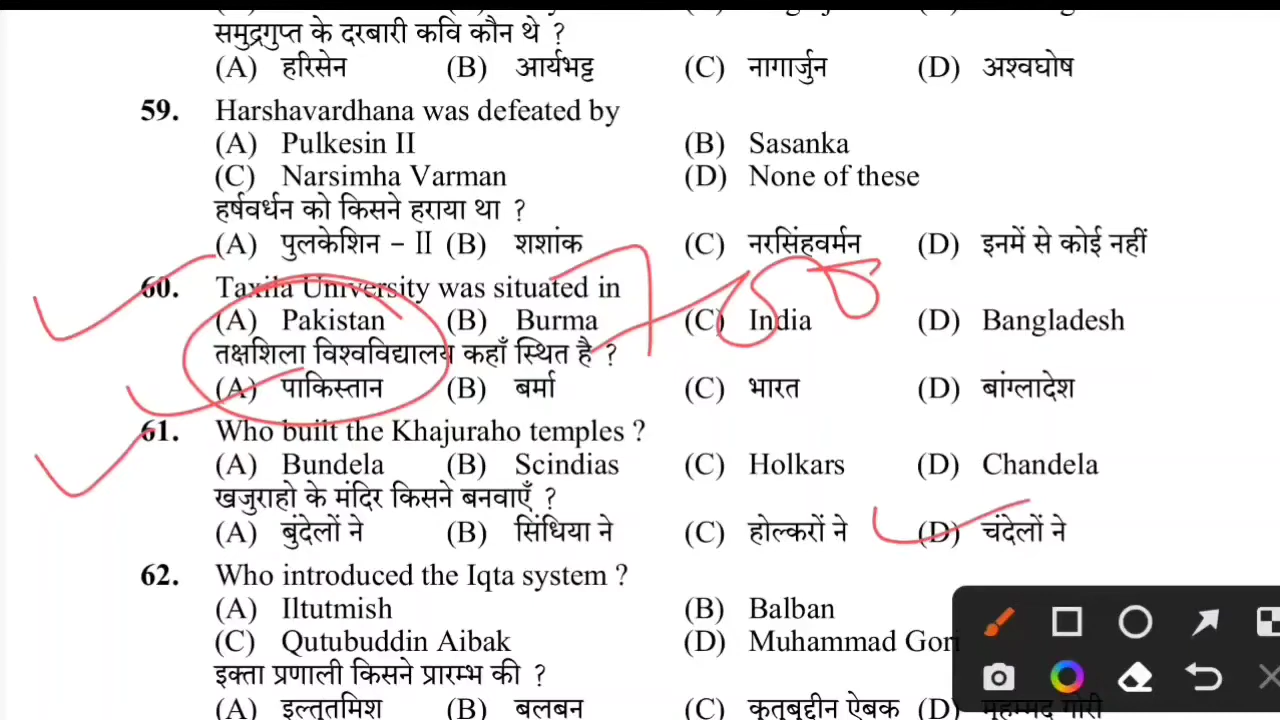 समुद्रगुप्त के दरबारी कवि कौन थे ?
(A) हरिसेन (B) आर्यभट्ट (C) नागार्जुन (D) अश्वघोष
59. Harshavardhana was defeated by
(A) Pulkesin II (B) Sasanka
(C) Narsimha Varman (D) None of these
हर्षवर्धन को किसने हराया था ?
(A) पुलकेशिन – II (B) शशांक (C) नरसिंहवर्मन (D) इनमें से कोई नहीं
60. Taxila University was situated in
(A) Pakistan (B) Burma (C) India (D) Bangladesh
तक्षशिला विश्वविद्यालय कहाँ स्थित है ?
(A) पाकिस्तान (B) बर्मा (C) भारत (D) बांग्लादेश
61. Who built the Khajuraho temples ?
(A) Bundela (B) Scindias (C) Holkars (D) Chandela
खजुराहो के मंदिर किसने बनवाएँ ?
(A) बुंदेलों ने (B) सिंधिया ने (C) होल्करों ने (D) चंदेलों ने
62. Who introduced the Iqta system ?
(A) Iltutmish (B) Balban
(C) Qutubuddin Aibak (D) Muhammad Gori
इक्ता प्रणाली किसने प्रारम्भ की ?
(A) इल्तुतमिश (B) बलबन (C) कुतुबुद्दीन ऐबक (D) मुहम्मद गोरी